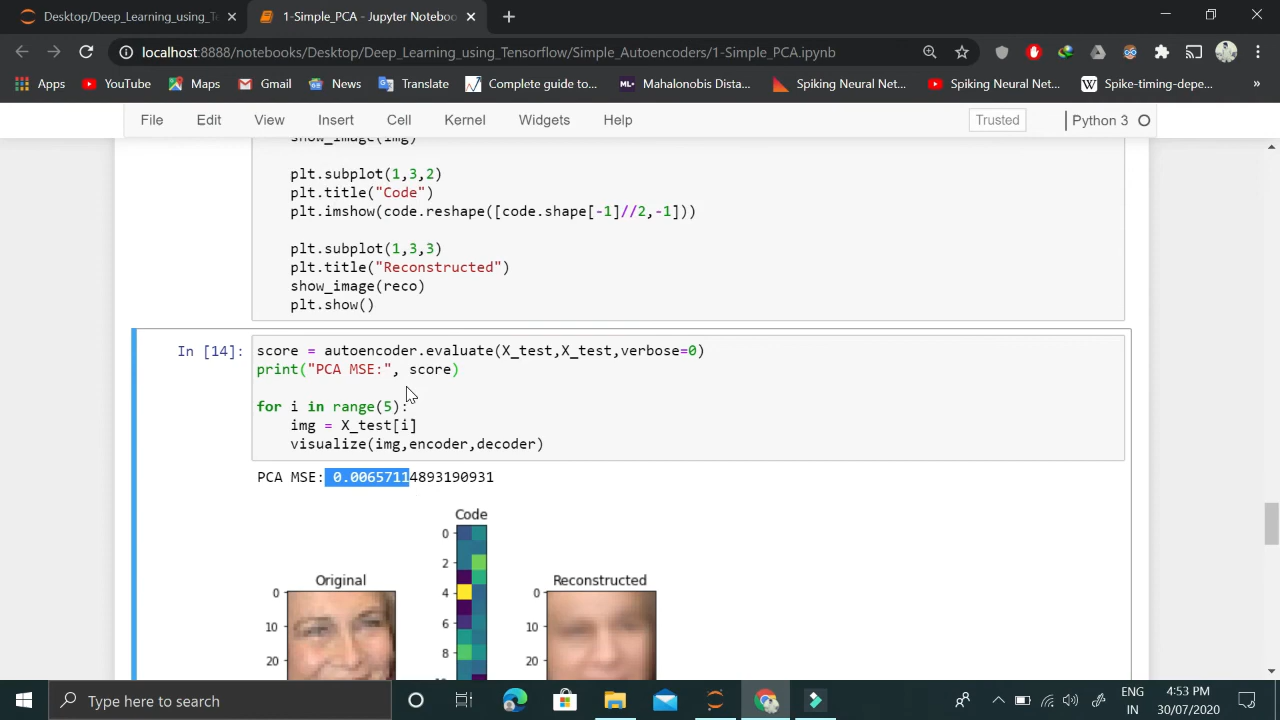 Desktop/Deep_Learning_using_Te
1-Simple_PCA - Jupyter Noteboo
localhost:8888/notebooks/Desktop/Deep_Learning_using_Tensorflow/Simple_Autoencoders/1-Simple_PCA.ipynb
Apps YouTube Maps Gmail News Translate Complete guide to... ML+ Mahalonobis Dista... Spiking Neural Net... Spiking Neural Net... W Spike-timing-depe... »
File Edit View Insert Cell Kernel Widgets Help Trusted Python 3
show_image(img)
plt.subplot(1,3,2)
plt.title("Code")
plt.imshow(code.reshape([code.shape[-1]//2,-1]))
plt.subplot(1,3,3)
plt.title("Reconstructed")
show_image(reco)
plt.show()
In [14]: score = autoencoder.evaluate(X_test,X_test,verbose=0)
print("PCA MSE:", score)
for i in range(5):
img = X_test[i]
visualize(img,encoder,decoder)
PCA MSE: 0.00657114893190931
Code
0
2
4
6
8
Original
0
10
20
Reconstructed
0
10
20
Type here to search
ENG
IN
4:53 PM
30/07/2020